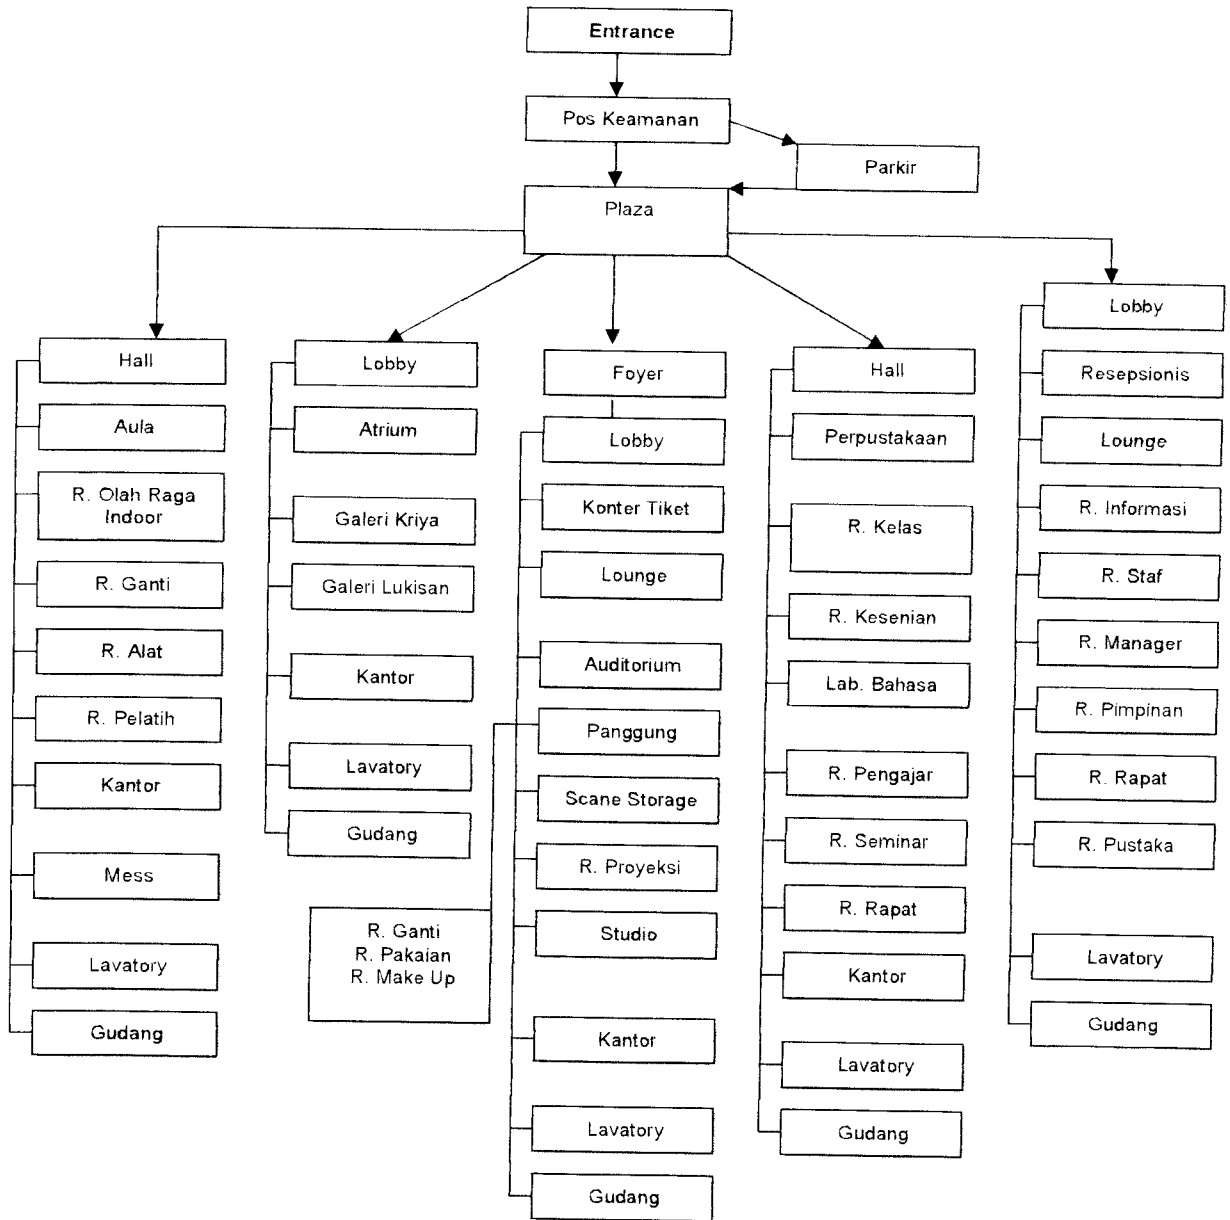 Entrance
Pos Keamanan
Parkir
Plaza
Hall
Aula
R. Olah Raga
Indoor
R. Ganti
R. Alat
R. Pelatih
Kantor
Mess
Lavatory
Gudang
Lobby
Atrium
Galeri Kriya
Galeri Lukisan
Kantor
Lavatory
Gudang
Foyer
Lobby
Konter Tiket
Lounge
Auditorium
Panggung
Scane Storage
R. Proyeksi
Studio
Kantor
Lavatory
Gudang
R. Ganti
R. Pakaian
R. Make Up
Hall
Perpustakaan
R. Kelas
R. Kesenian
Lab. Bahasa
R. Pengajar
R. Seminar
R. Rapat
Kantor
Lavatory
Gudang
Lobby
Resepsionis
Lounge
R. Informasi
R. Staf
R. Manager
R. Pimpinan
R. Rapat
R. Pustaka
Lavatory
Gudang